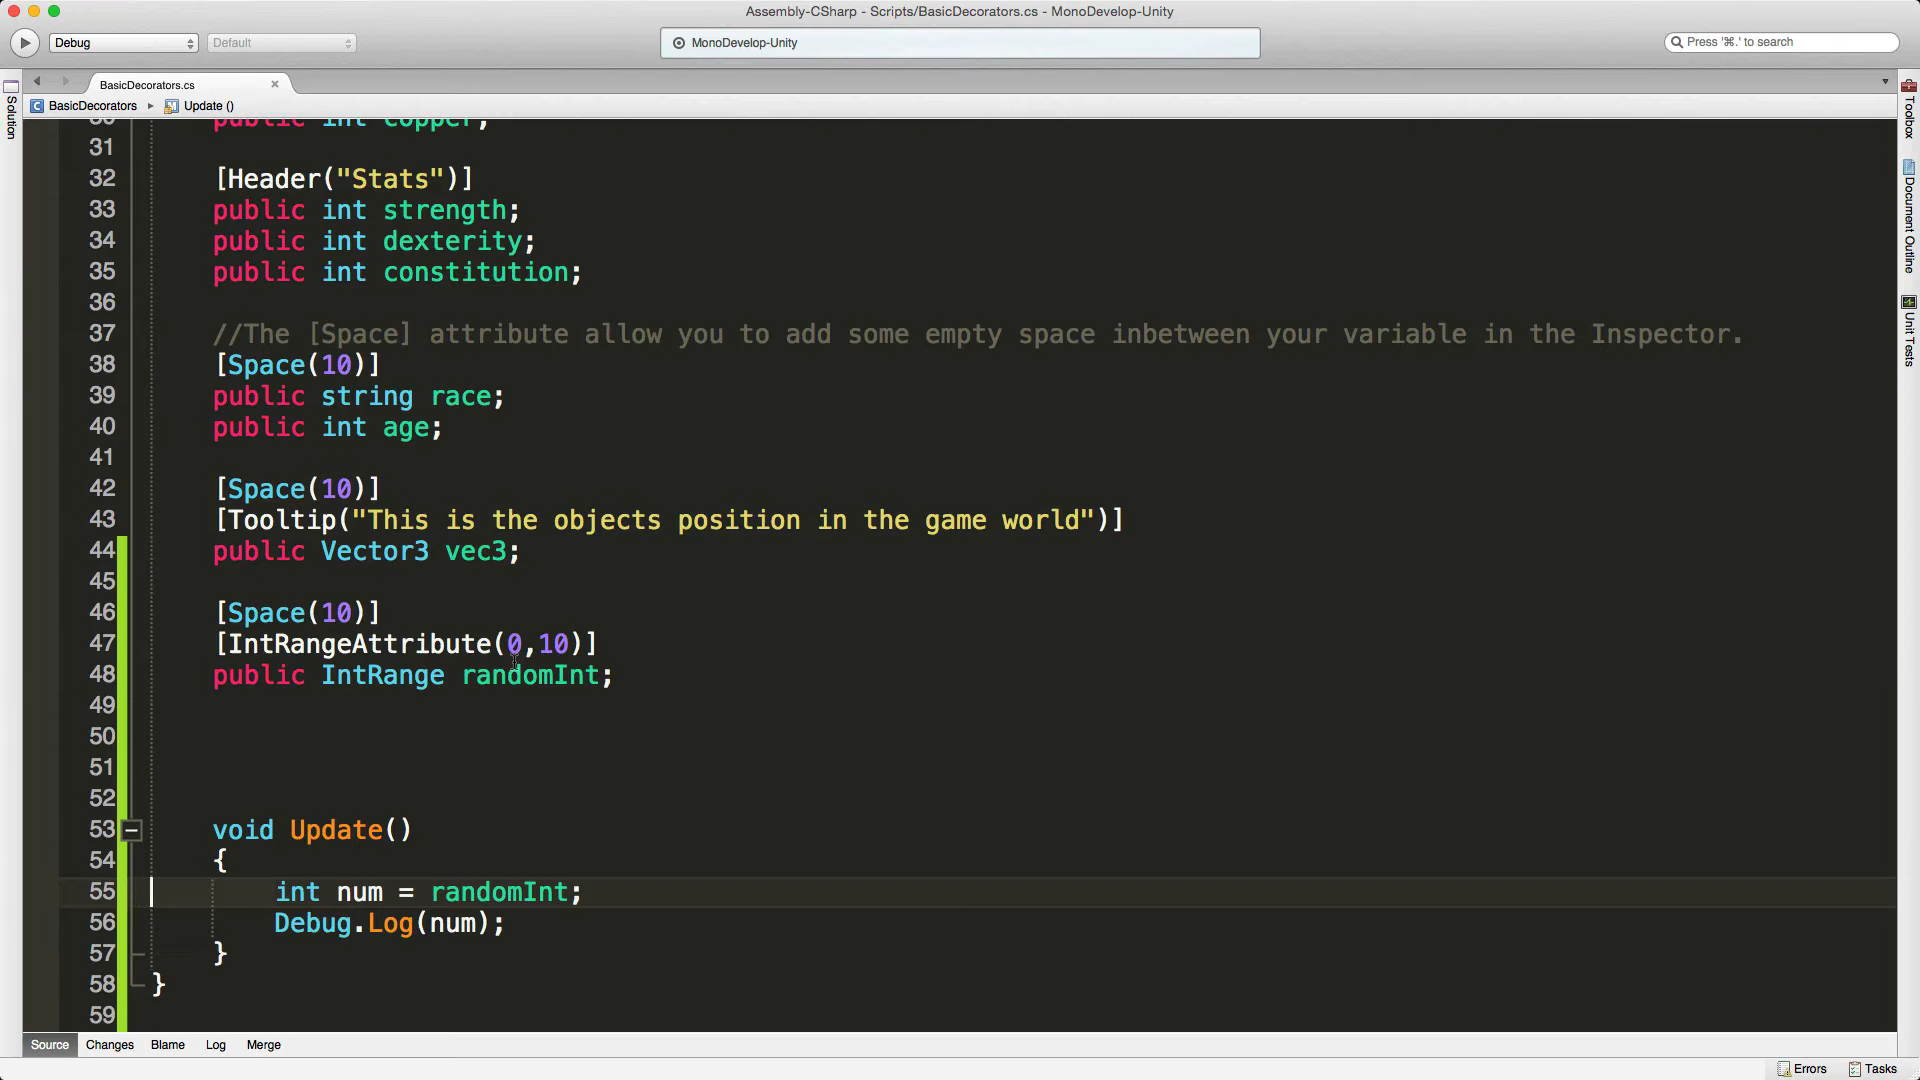 Assembly-CSharp - Scripts/BasicDecorators.cs - MonoDevelop-Unity
Debug
Default
MonoDevelop-Unity
Press '⌘.' to search
BasicDecorators.cs
BasicDecorators
Update ()
Solution
Toolbox
Document Outline
Unit Tests
30 public int copper;
31
32 [Header("Stats")]
33 public int strength;
34 public int dexterity;
35 public int constitution;
36
37 //The [Space] attribute allow you to add some empty space inbetween your variable in the Inspector.
38 [Space(10)]
39 public string race;
40 public int age;
41
42 [Space(10)]
43 [Tooltip("This is the objects position in the game world")]
44 public Vector3 vec3;
45
46 [Space(10)]
47 [IntRangeAttribute(0,10)]
48 public IntRange randomInt;
49
50
51
52
53 void Update()
54 {
55 int num = randomInt;
56 Debug.Log(num);
57 }
58 }
59
Source Changes Blame Log Merge
Errors Tasks